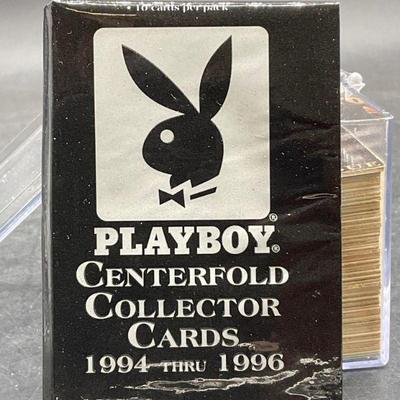 • 10 cards per pack •
PLAYBOY®
CENTERFOLD
COLLECTOR
CARDS
1994 THRU 1996